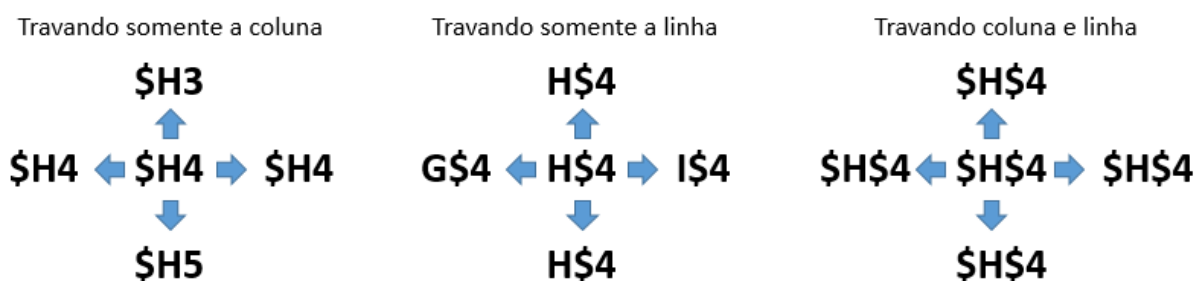 Travando somente a coluna
$H3
$H4 $H4 $H4
$H5
Travando somente a linha
H$4
G$4 H$4 I$4
H$4
Travando coluna e linha
$H$4
$H$4 $H$4 $H$4
$H$4